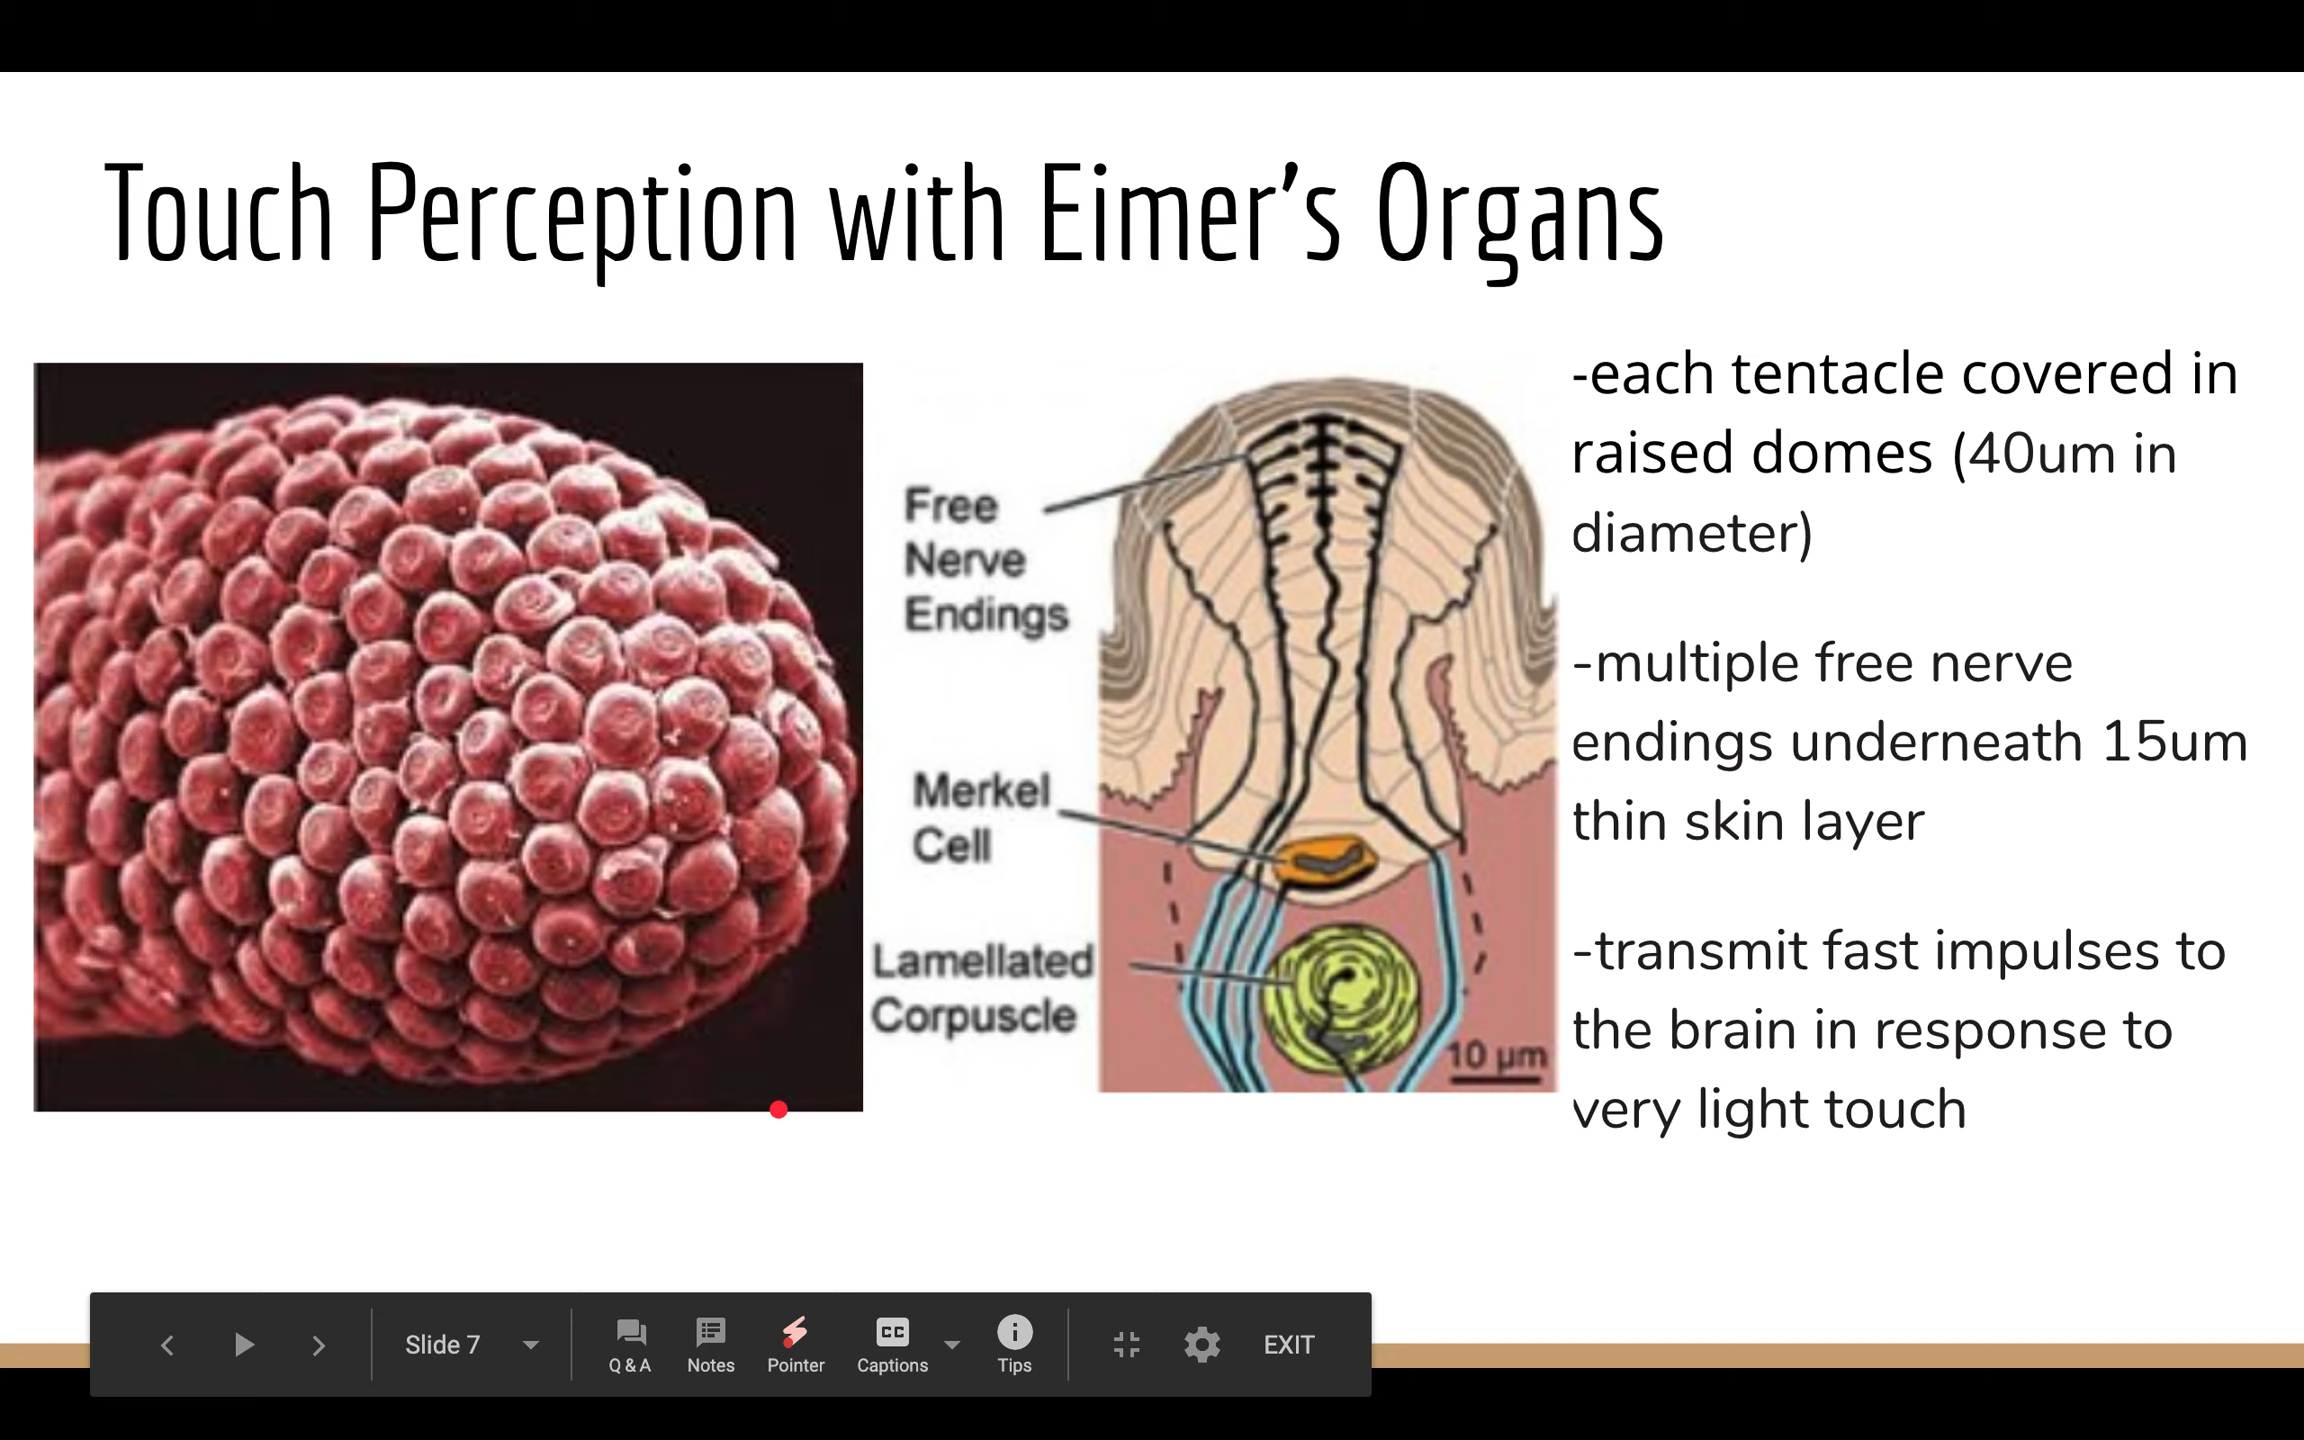 Touch Perception with Eimer's Organs
Free
Nerve
Endings
Merkel
Cell
Lamellated
Corpuscle
10 µm
-each tentacle covered in
raised domes (40um in
diameter)
-multiple free nerve
endings underneath 15um
thin skin layer
-transmit fast impulses to
the brain in response to
very light touch
Slide 7
Q & A
Notes
Pointer
CC
Captions
Tips
EXIT